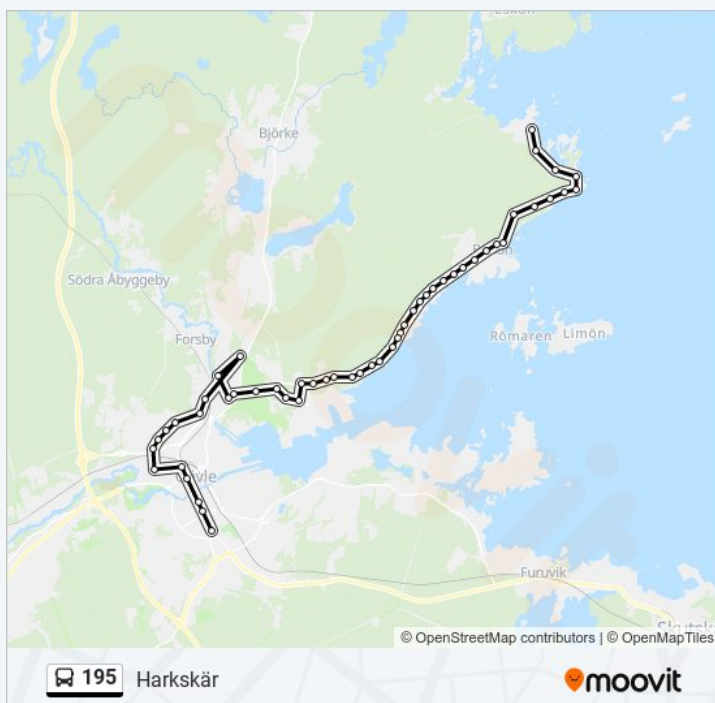 Björke
Södra Åbyggeby
Forsby
Römaren
Limön
Furuvik
© OpenStreetMap contributors | © OpenMapTiles
195 Harkskär
moovit